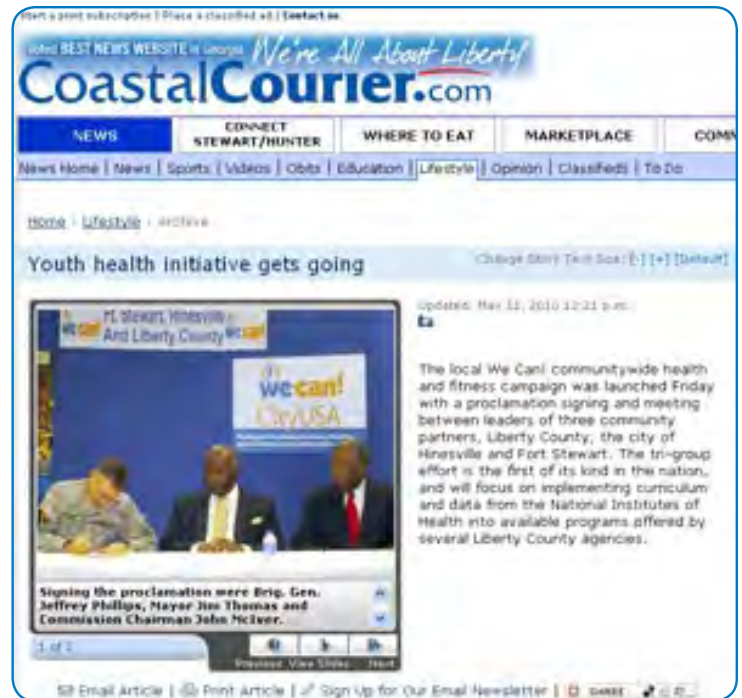 Start a print subscription | Place a classified ad | Contact us
Voted BEST NEWS WEBSITE in Georgia We're All About Liberty!
CoastalCourier.com
NEWS CONNECT STEWART/HUNTER WHERE TO EAT MARKETPLACE COMM
News Home | News | Sports | Videos | Obits | Education | Lifestyle | Opinion | Classifieds | To Do
Home > Lifestyle > Archive
Youth health initiative gets going
Change Story Text Size: [-] [+] [Default]
Ft. Stewart, Hinesville
we can! And Liberty County we can!
we can!
City/USA
Updated: May 12, 2010 12:21 p.m.
The local We Can! communitywide health
and fitness campaign was launched Friday
with a proclamation signing and meeting
between leaders of three community
partners, Liberty County, the city of
Hinesville and Fort Stewart. The tri-group
effort is the first of its kind in the nation,
and will focus on implementing curriculum
and data from the National Institutes of
Health into available programs offered by
several Liberty County agencies.
Signing the proclamation were Brig. Gen.
Jeffrey Phillips, Mayor Jim Thomas and
Commission Chairman John McIver.
1 of 2
Previous View Slides Next
Email Article | Print Article | Sign Up for Our Email Newsletter | SHARE